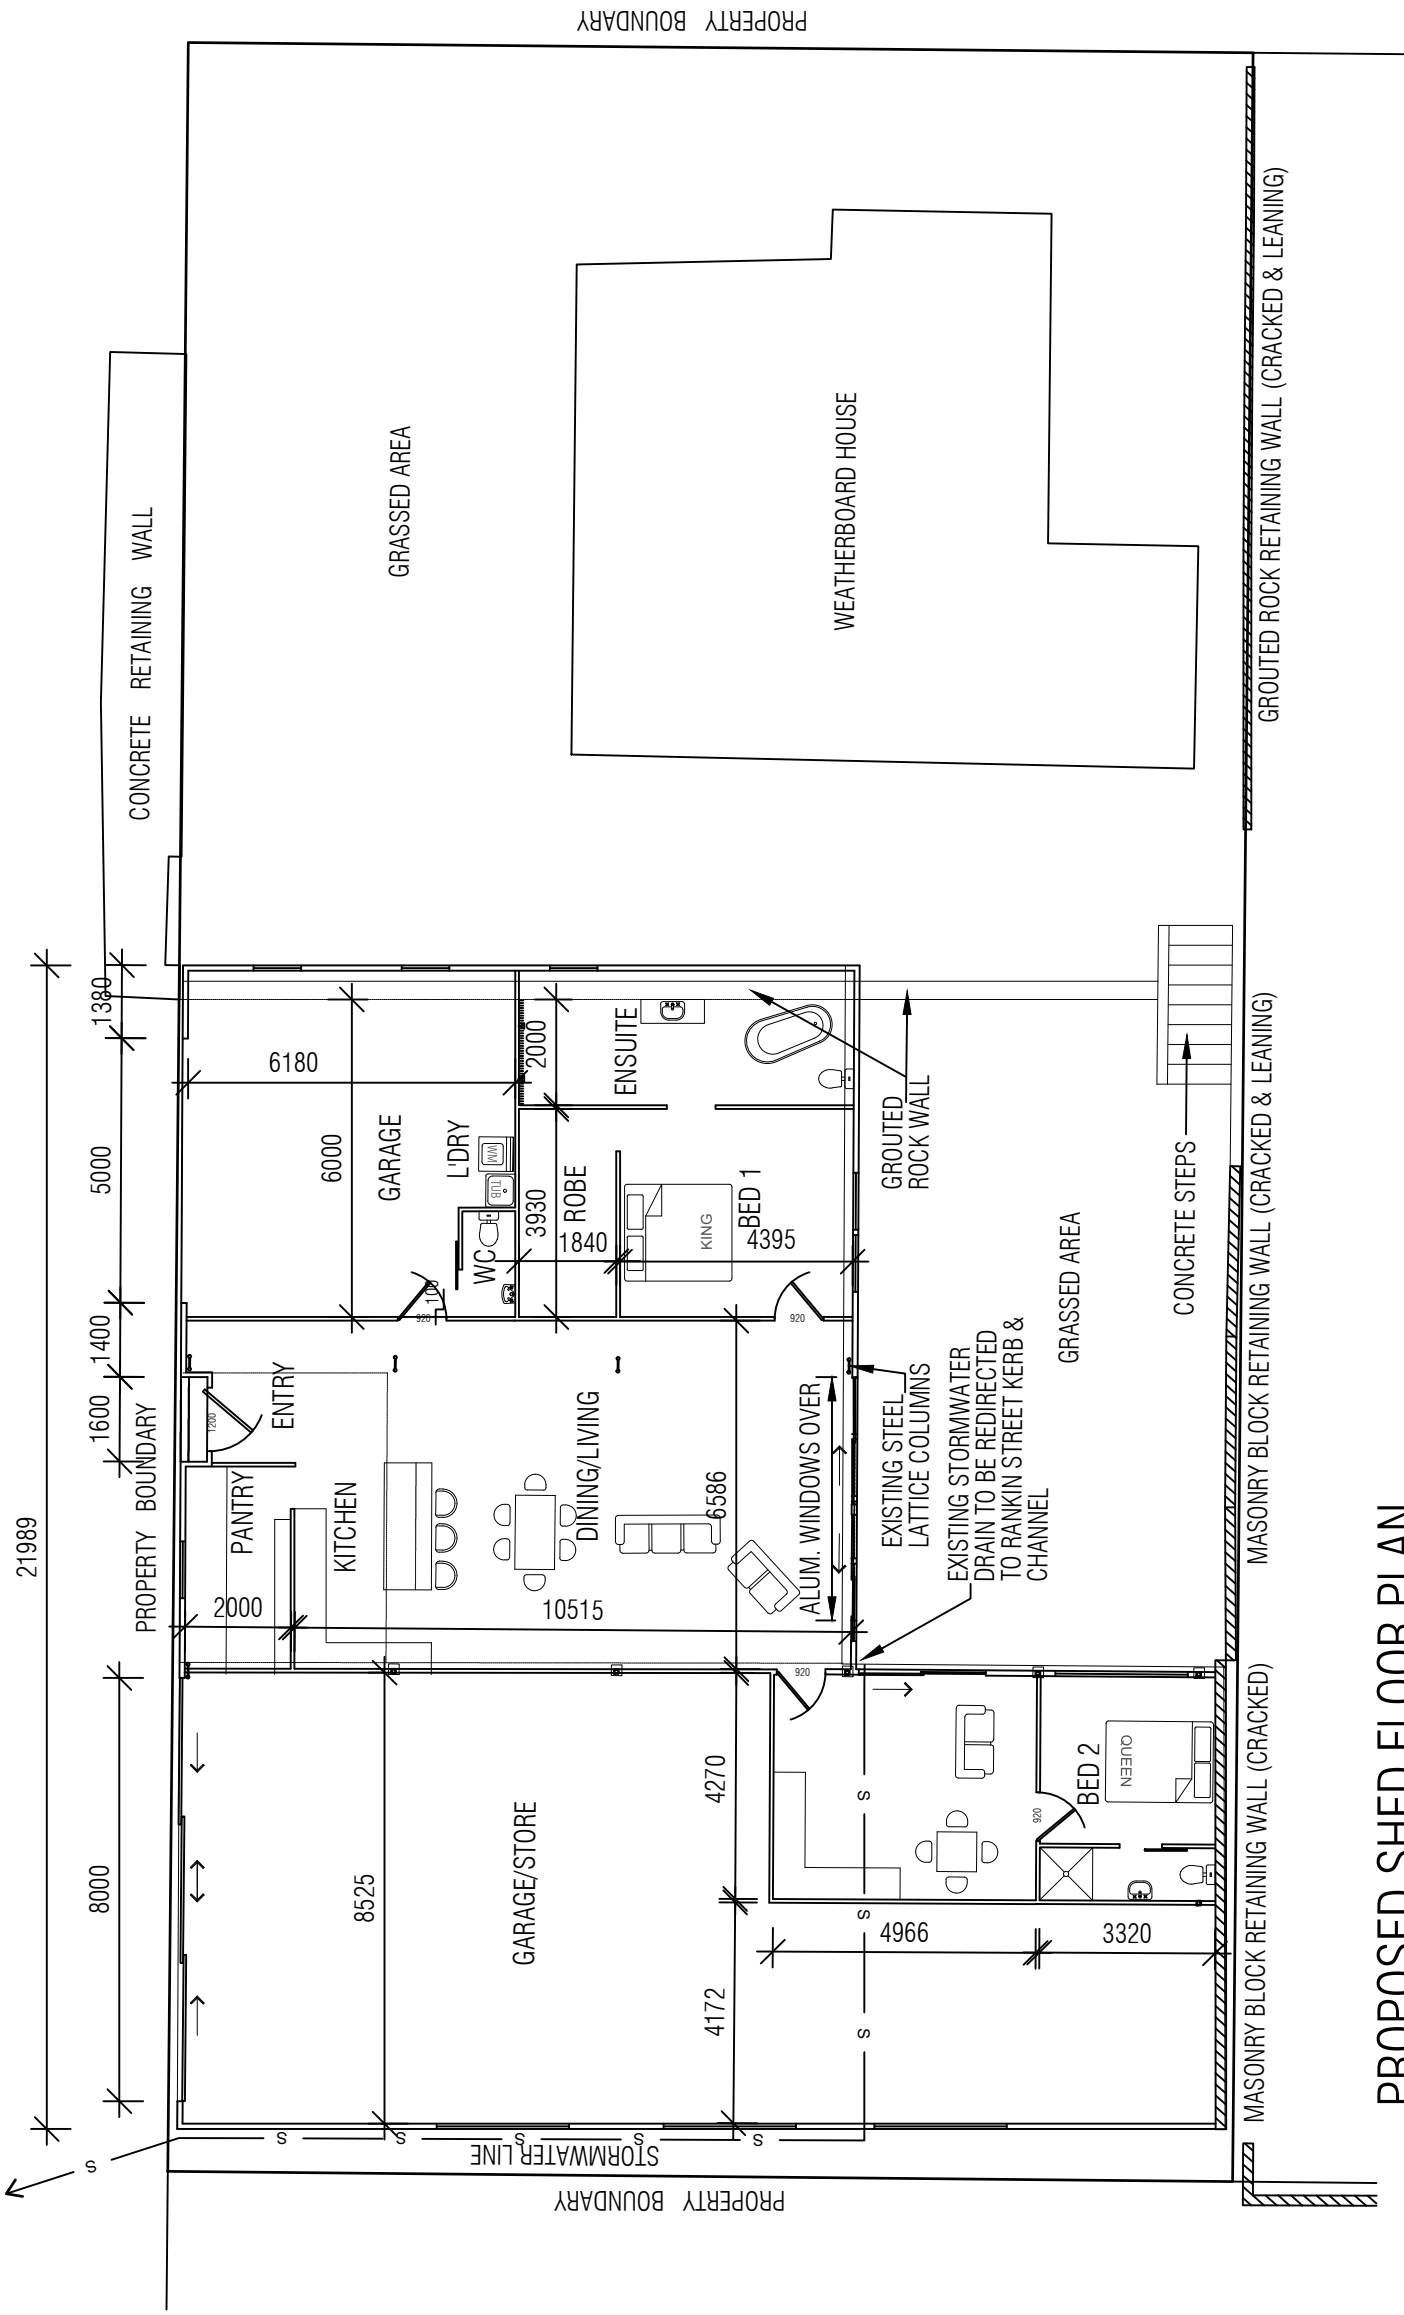 PROPERTY BOUNDARY
CONCRETE RETAINING WALL
GRASSED AREA
WEATHERBOARD HOUSE
GROUTED ROCK RETAINING WALL (CRACKED & LEANING)
21989
1380
5000
1400
1600
8000
PROPERTY BOUNDARY
6180
6000
GARAGE
L'DRY
WM
TUB
WC
100
920
2000
ENSUITE
3930
ROBE
1840
KING
BED 1
4395
920
GROUTED
ROCK WALL
CONCRETE STEPS
GRASSED AREA
MASONRY BLOCK RETAINING WALL (CRACKED & LEANING)
1200
ENTRY
PANTRY
KITCHEN
DINING/LIVING
6586
2000
10515
ALUM. WINDOWS OVER
EXISTING STEEL
LATTICE COLUMNS
EXISTING STORMWATER
DRAIN TO BE REDIRECTED
TO RANKIN STREET KERB &
CHANNEL
920
8525
GARAGE/STORE
4270
4172
S
S
S
QUEEN
BED 2
920
4966
3320
MASONRY BLOCK RETAINING WALL (CRACKED)
S
S
S
S
S
S
STORMWATER LINE
PROPERTY BOUNDARY
PROPOSED SHED FLOOR PLAN